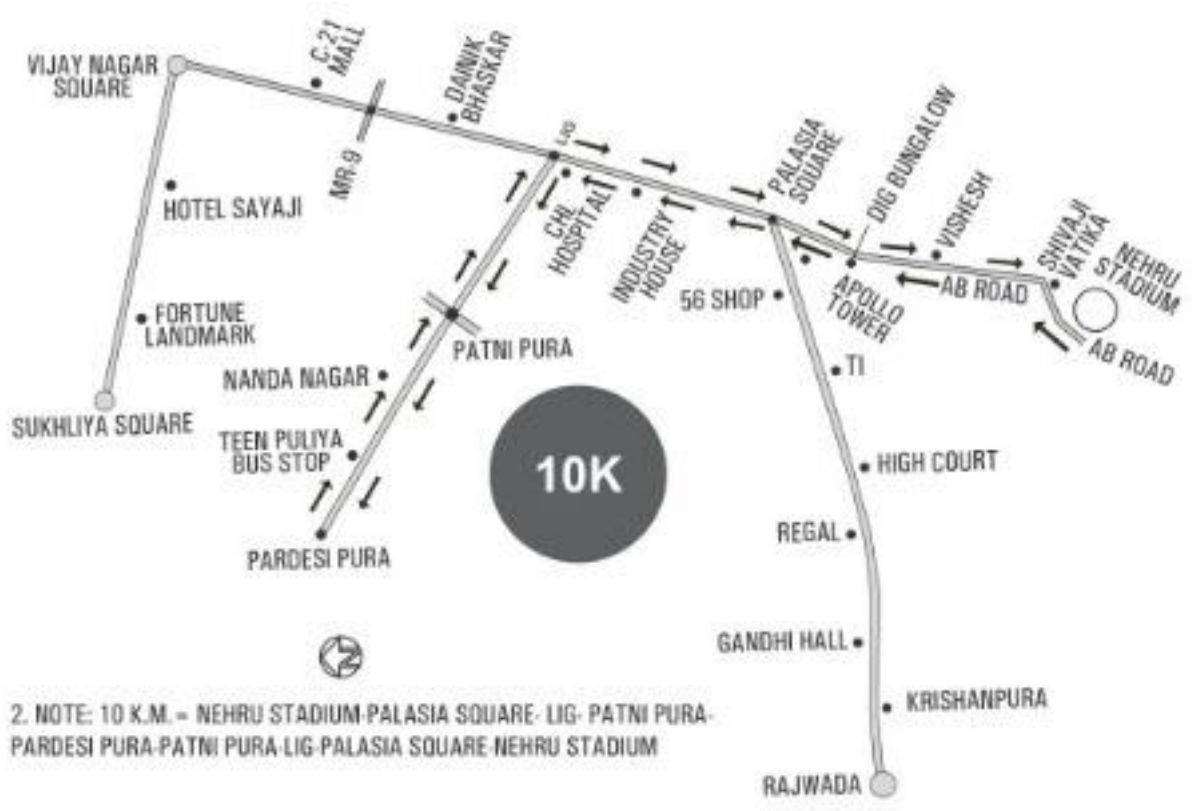 VIJAY NAGAR
SQUARE
C-21
MALL
MR-9
DAINIK
BHASKAR
LIG
CHL
HOSPITAL
INDUSTRY
HOUSE
PALASIA
SQUARE
DIG BUNGALOW
VISHESH
SHIVAJI
VATIKA
NEHRU
STADIUM
AB ROAD
AB ROAD
APOLLO
TOWER
56 SHOP
TI
HOTEL SAYAJI
FORTUNE
LANDMARK
SUKHLIYA SQUARE
PATNI PURA
NANDA NAGAR
TEEN PULIYA
BUS STOP
PARDESI PURA
10K
HIGH COURT
REGAL
GANDHI HALL
KRISHANPURA
RAJWADA
N
2. NOTE: 10 K.M. = NEHRU STADIUM-PALASIA SQUARE- LIG- PATNI PURA-
PARDESI PURA-PATNI PURA-LIG-PALASIA SQUARE-NEHRU STADIUM